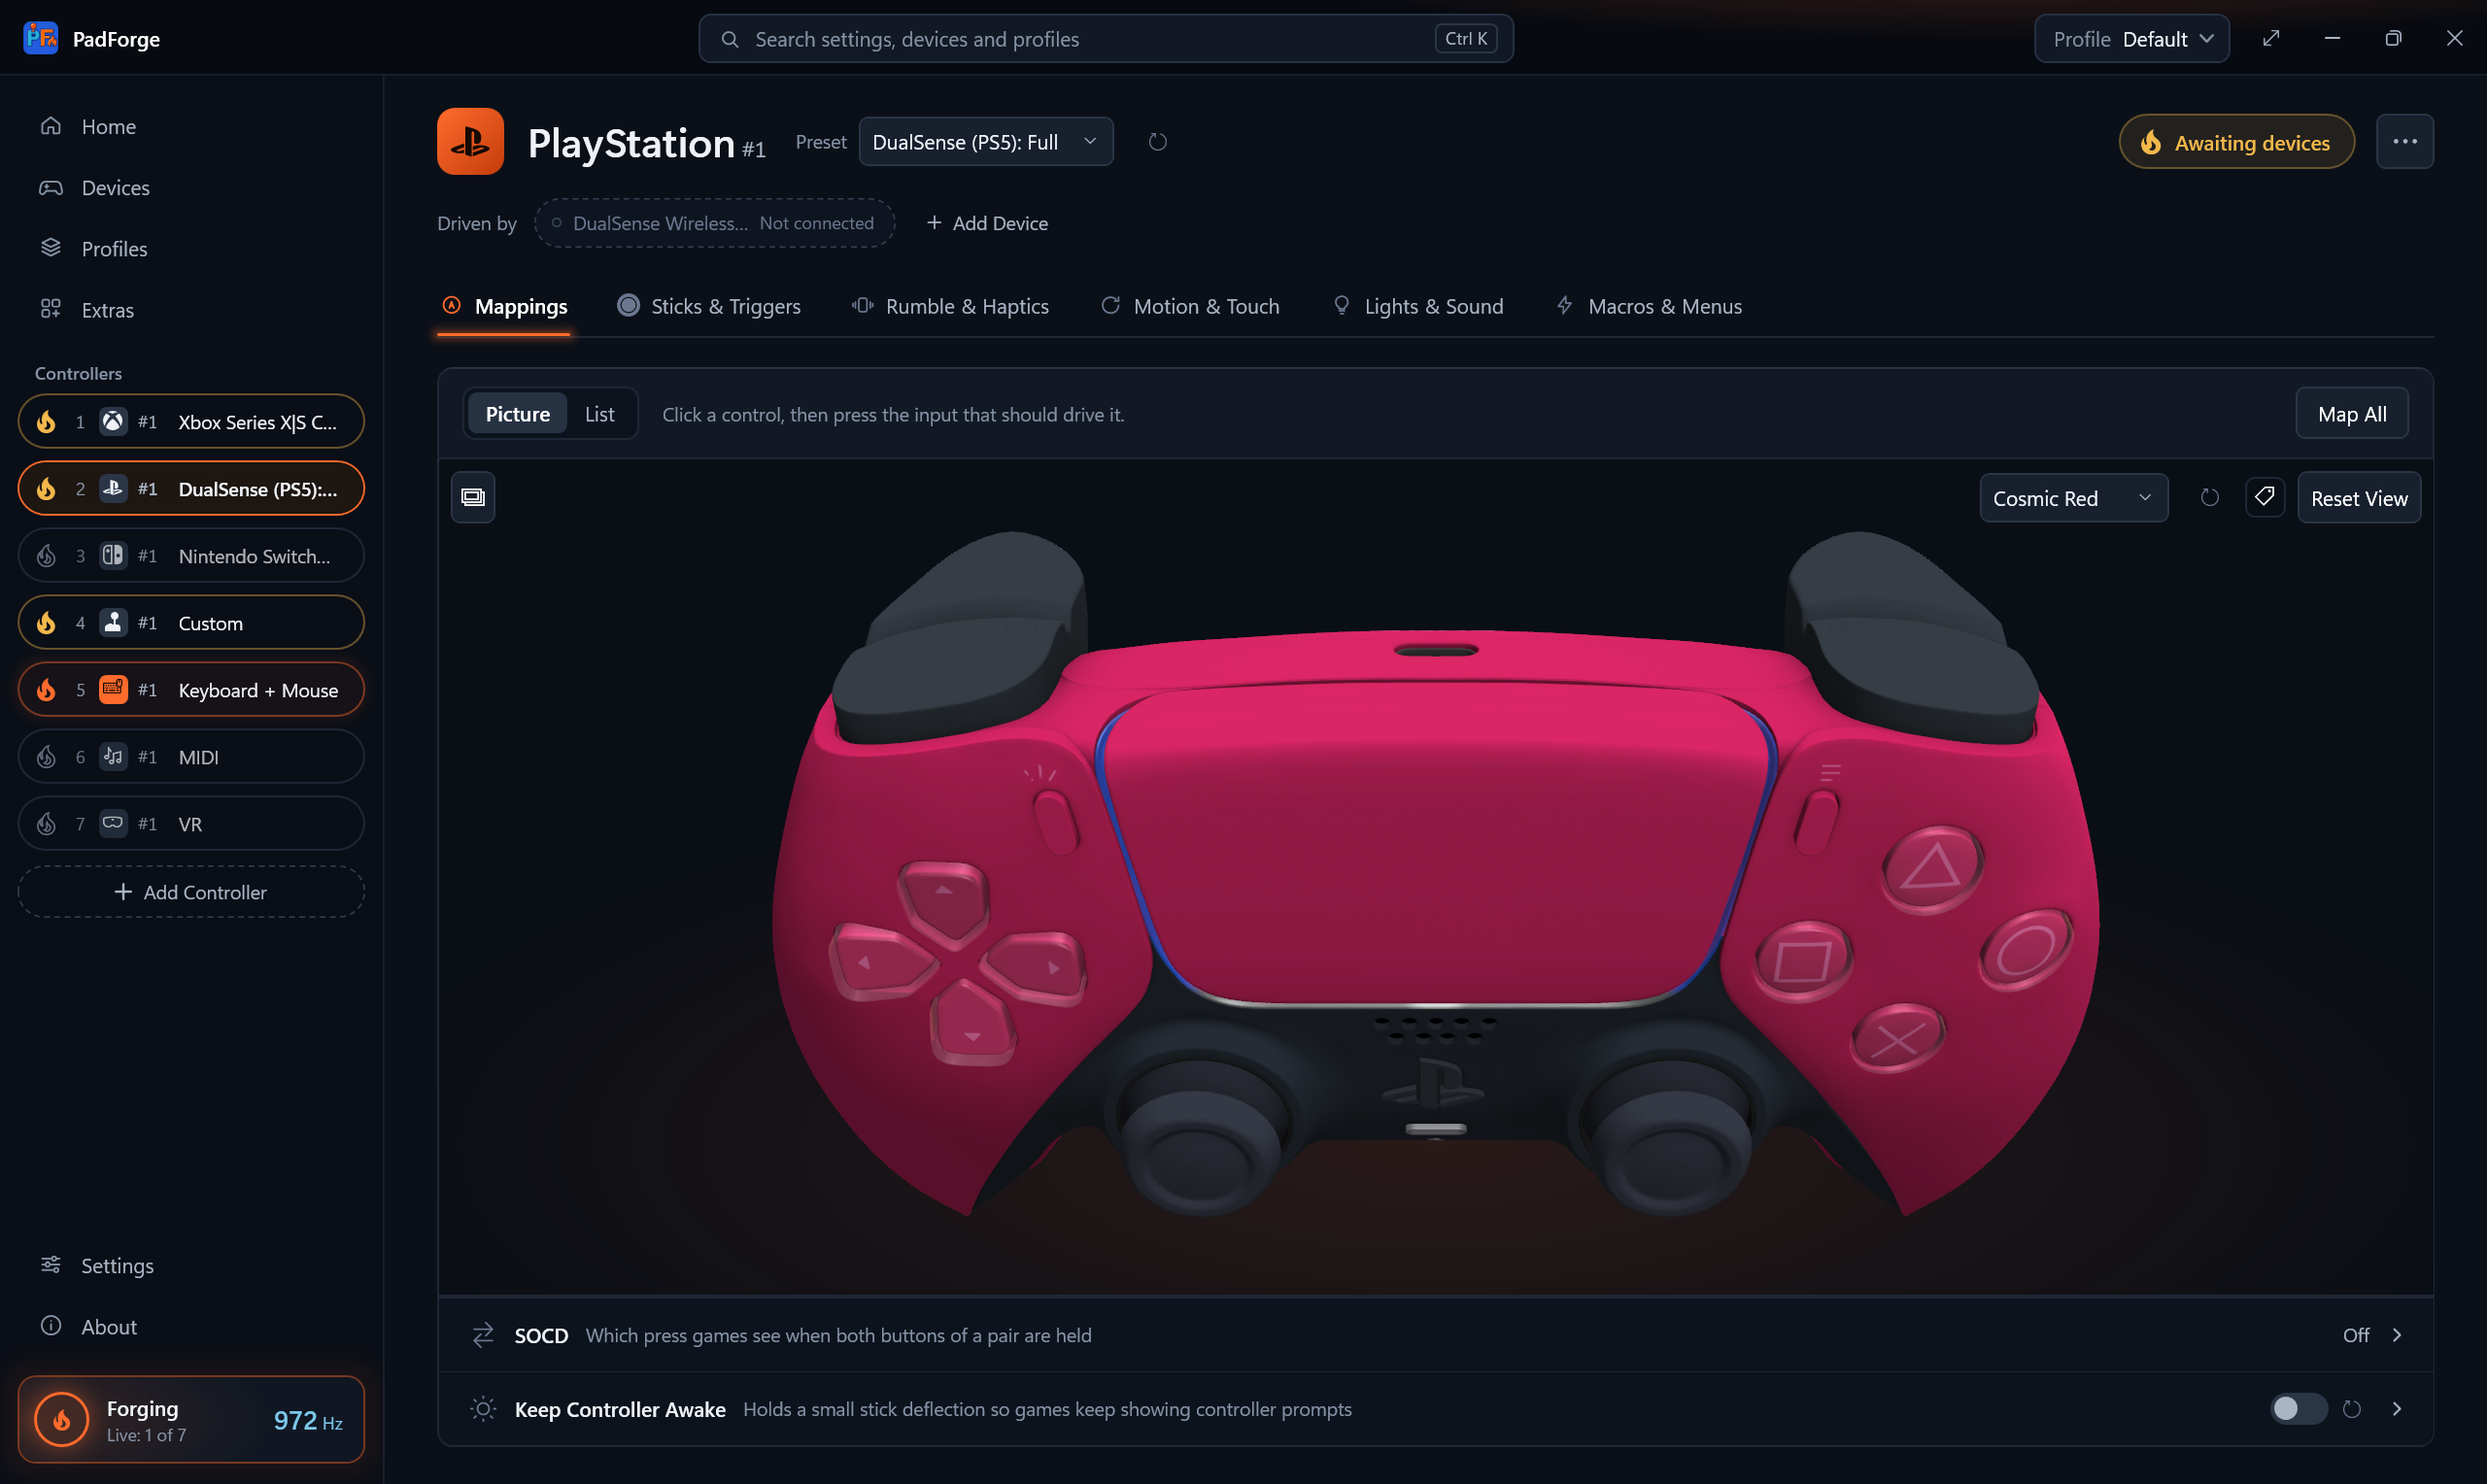 PadForge
Search settings, devices and profiles
Ctrl K
Profile Default
Home
Devices
Profiles
Extras
Controllers
1 #1 Xbox Series X|S C...
2 #1 DualSense (PS5):...
3 #1 Nintendo Switch...
4 #1 Custom
5 #1 Keyboard + Mouse
6 #1 MIDI
7 #1 VR
+ Add Controller
Settings
About
Forging
Live: 1 of 7
972 Hz
PlayStation #1
Preset
DualSense (PS5): Full
Awaiting devices
Driven by
DualSense Wireless... Not connected
+ Add Device
Mappings
Sticks & Triggers
Rumble & Haptics
Motion & Touch
Lights & Sound
Macros & Menus
Picture
List
Click a control, then press the input that should drive it.
Map All
Cosmic Red
Reset View
SOCD Which press games see when both buttons of a pair are held
Off
Keep Controller Awake Holds a small stick deflection so games keep showing controller prompts